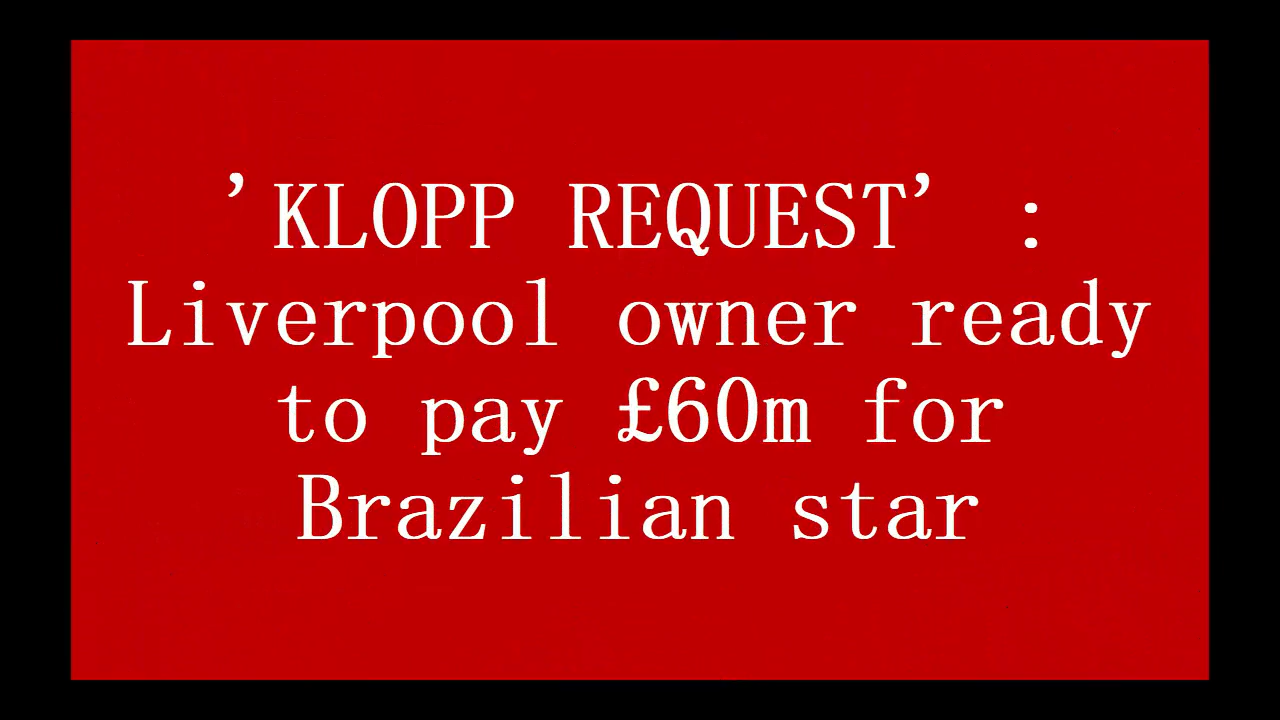 ’KLOPP REQUEST’ :
Liverpool owner ready
to pay £60m for
Brazilian star